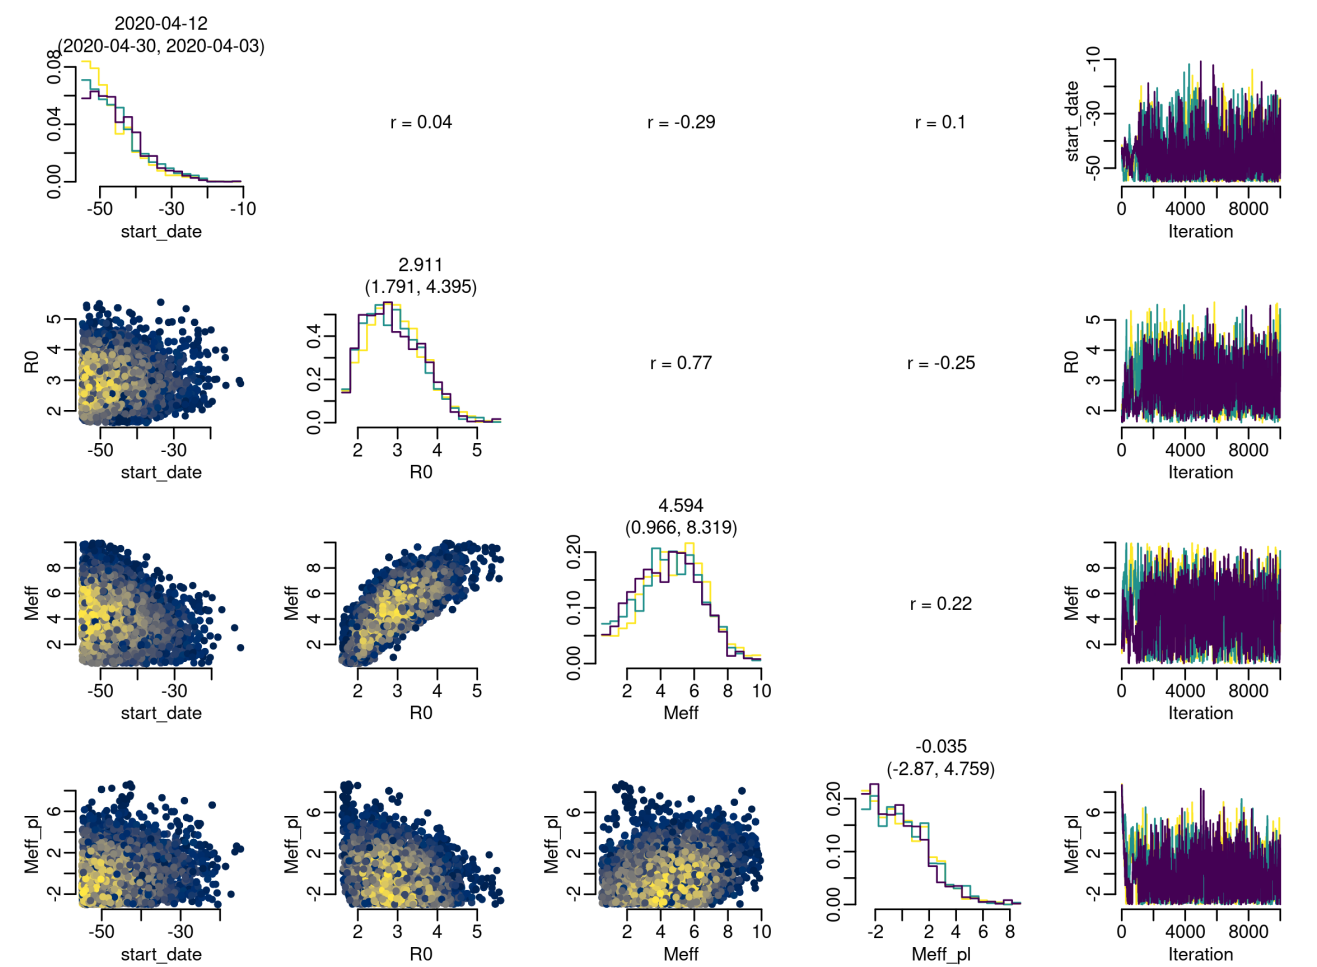 2020-04-12
(2020-04-30, 2020-04-03)
0.00 0.04 0.08
-50 -30 -10
start_date
r = 0.04
r = -0.29
r = 0.1
start_date
-50 -30 -10
0 4000 8000
Iteration
R0
2 3 4 5
-50 -30
start_date
2.911
(1.791, 4.395)
0.0 0.2 0.4
2 3 4 5
R0
r = 0.77
r = -0.25
R0
2 3 4 5
0 4000 8000
Iteration
Meff
2 4 6 8
-50 -30
start_date
Meff
2 4 6 8
2 3 4 5
R0
4.594
(0.966, 8.319)
0.00 0.10 0.20
2 4 6 8 10
Meff
r = 0.22
Meff
2 4 6 8
0 4000 8000
Iteration
Meff_pl
-2 2 6
-50 -30
start_date
Meff_pl
-2 2 6
2 3 4 5
R0
Meff_pl
-2 2 6
2 4 6 8 10
Meff
-0.035
(-2.87, 4.759)
0.00 0.10 0.20
-2 2 4 6 8
Meff_pl
Meff_pl
-2 2 6
0 4000 8000
Iteration